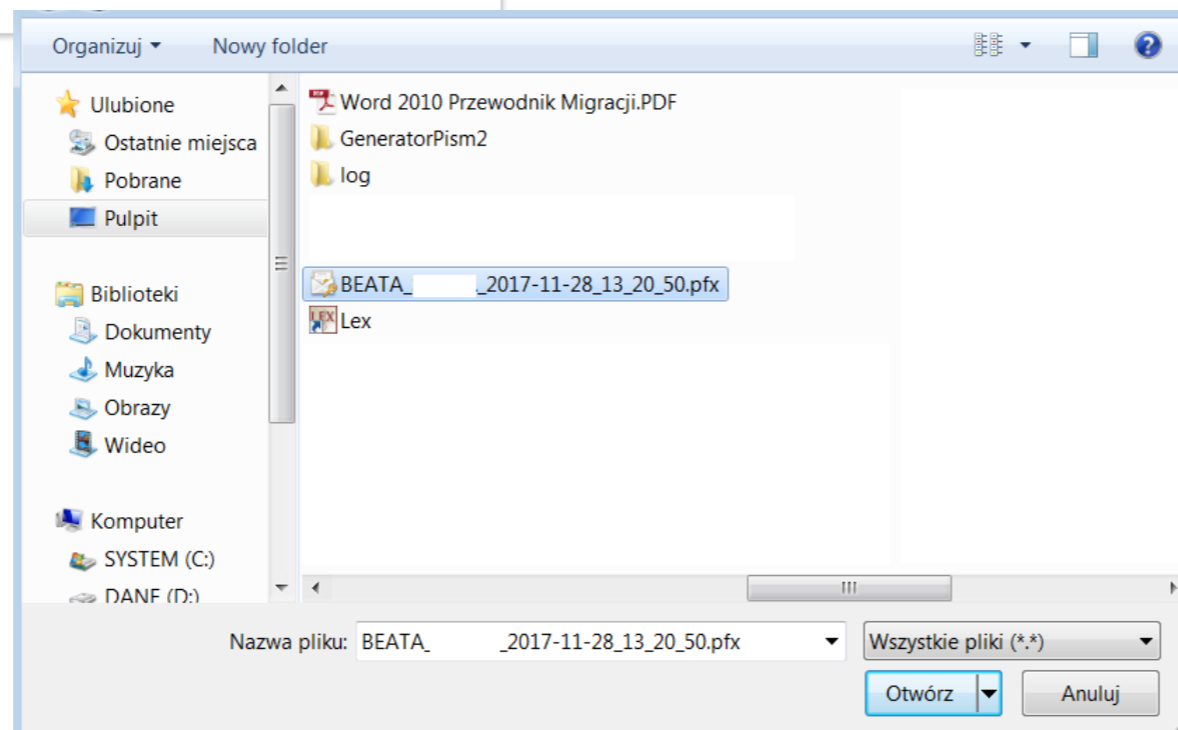 Organizuj Nowy folder
Ulubione
Ostatnie miejsca
Pobrane
Pulpit
Biblioteki
Dokumenty
Muzyka
Obrazy
Wideo
Komputer
SYSTEM (C:)
DANE (D:)
PDF Word 2010 Przewodnik Migracji.PDF
GeneratorPism2
log
BEATA_ _2017-11-28_13_20_50.pfx
LEX Lex
Nazwa pliku: BEATA_ _2017-11-28_13_20_50.pfx Wszystkie pliki (*.*)
Otwórz Anuluj